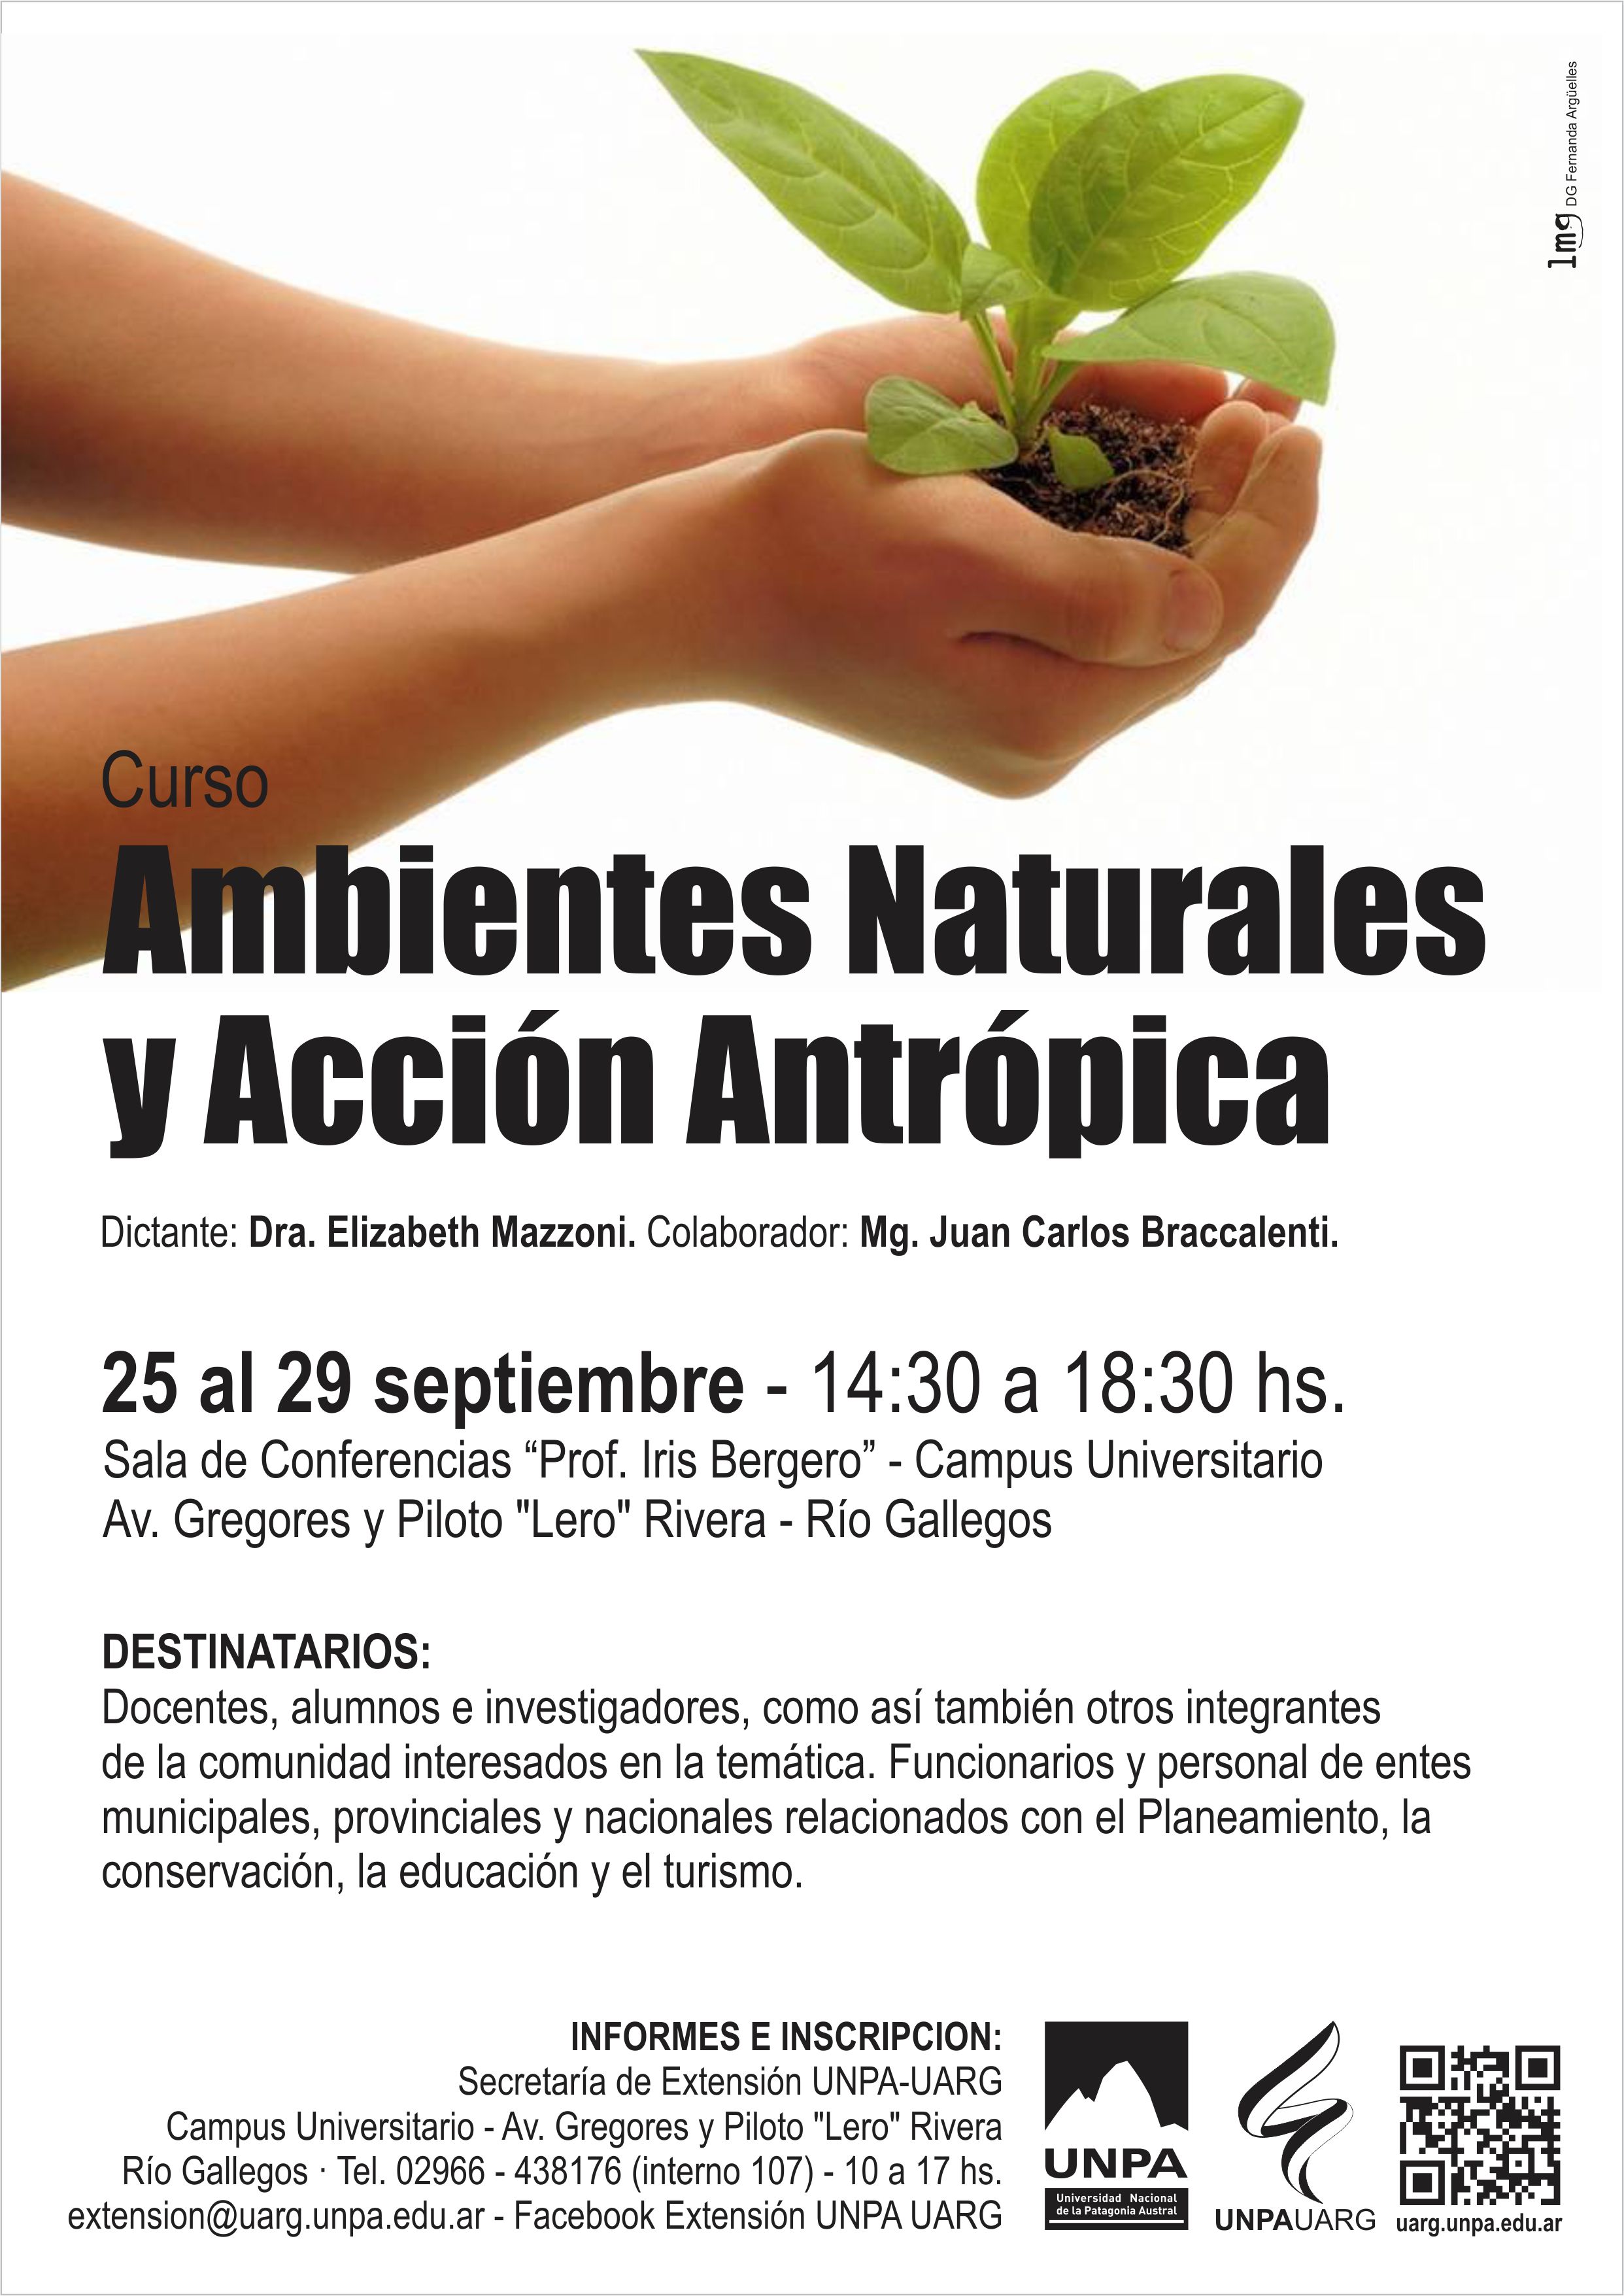 lmg DG Fernanda Argüelles
Curso
Ambientes Naturales
y Acción Antrópica
Dictante: Dra. Elizabeth Mazzoni. Colaborador: Mg. Juan Carlos Braccalenti.
25 al 29 septiembre - 14:30 a 18:30 hs.
Sala de Conferencias “Prof. Iris Bergero” - Campus Universitario
Av. Gregores y Piloto "Lero" Rivera - Río Gallegos
DESTINATARIOS:
Docentes, alumnos e investigadores, como así también otros integrantes
de la comunidad interesados en la temática. Funcionarios y personal de entes
municipales, provinciales y nacionales relacionados con el Planeamiento, la
conservación, la educación y el turismo.
INFORMES E INSCRIPCION:
Secretaría de Extensión UNPA-UARG
Campus Universitario - Av. Gregores y Piloto "Lero" Rivera
Río Gallegos · Tel. 02966 - 438176 (interno 107) - 10 a 17 hs.
extension@uarg.unpa.edu.ar - Facebook Extensión UNPA UARG
UNPA
Universidad Nacional
de la Patagonia Austral
UNPAUARG
uarg.unpa.edu.ar